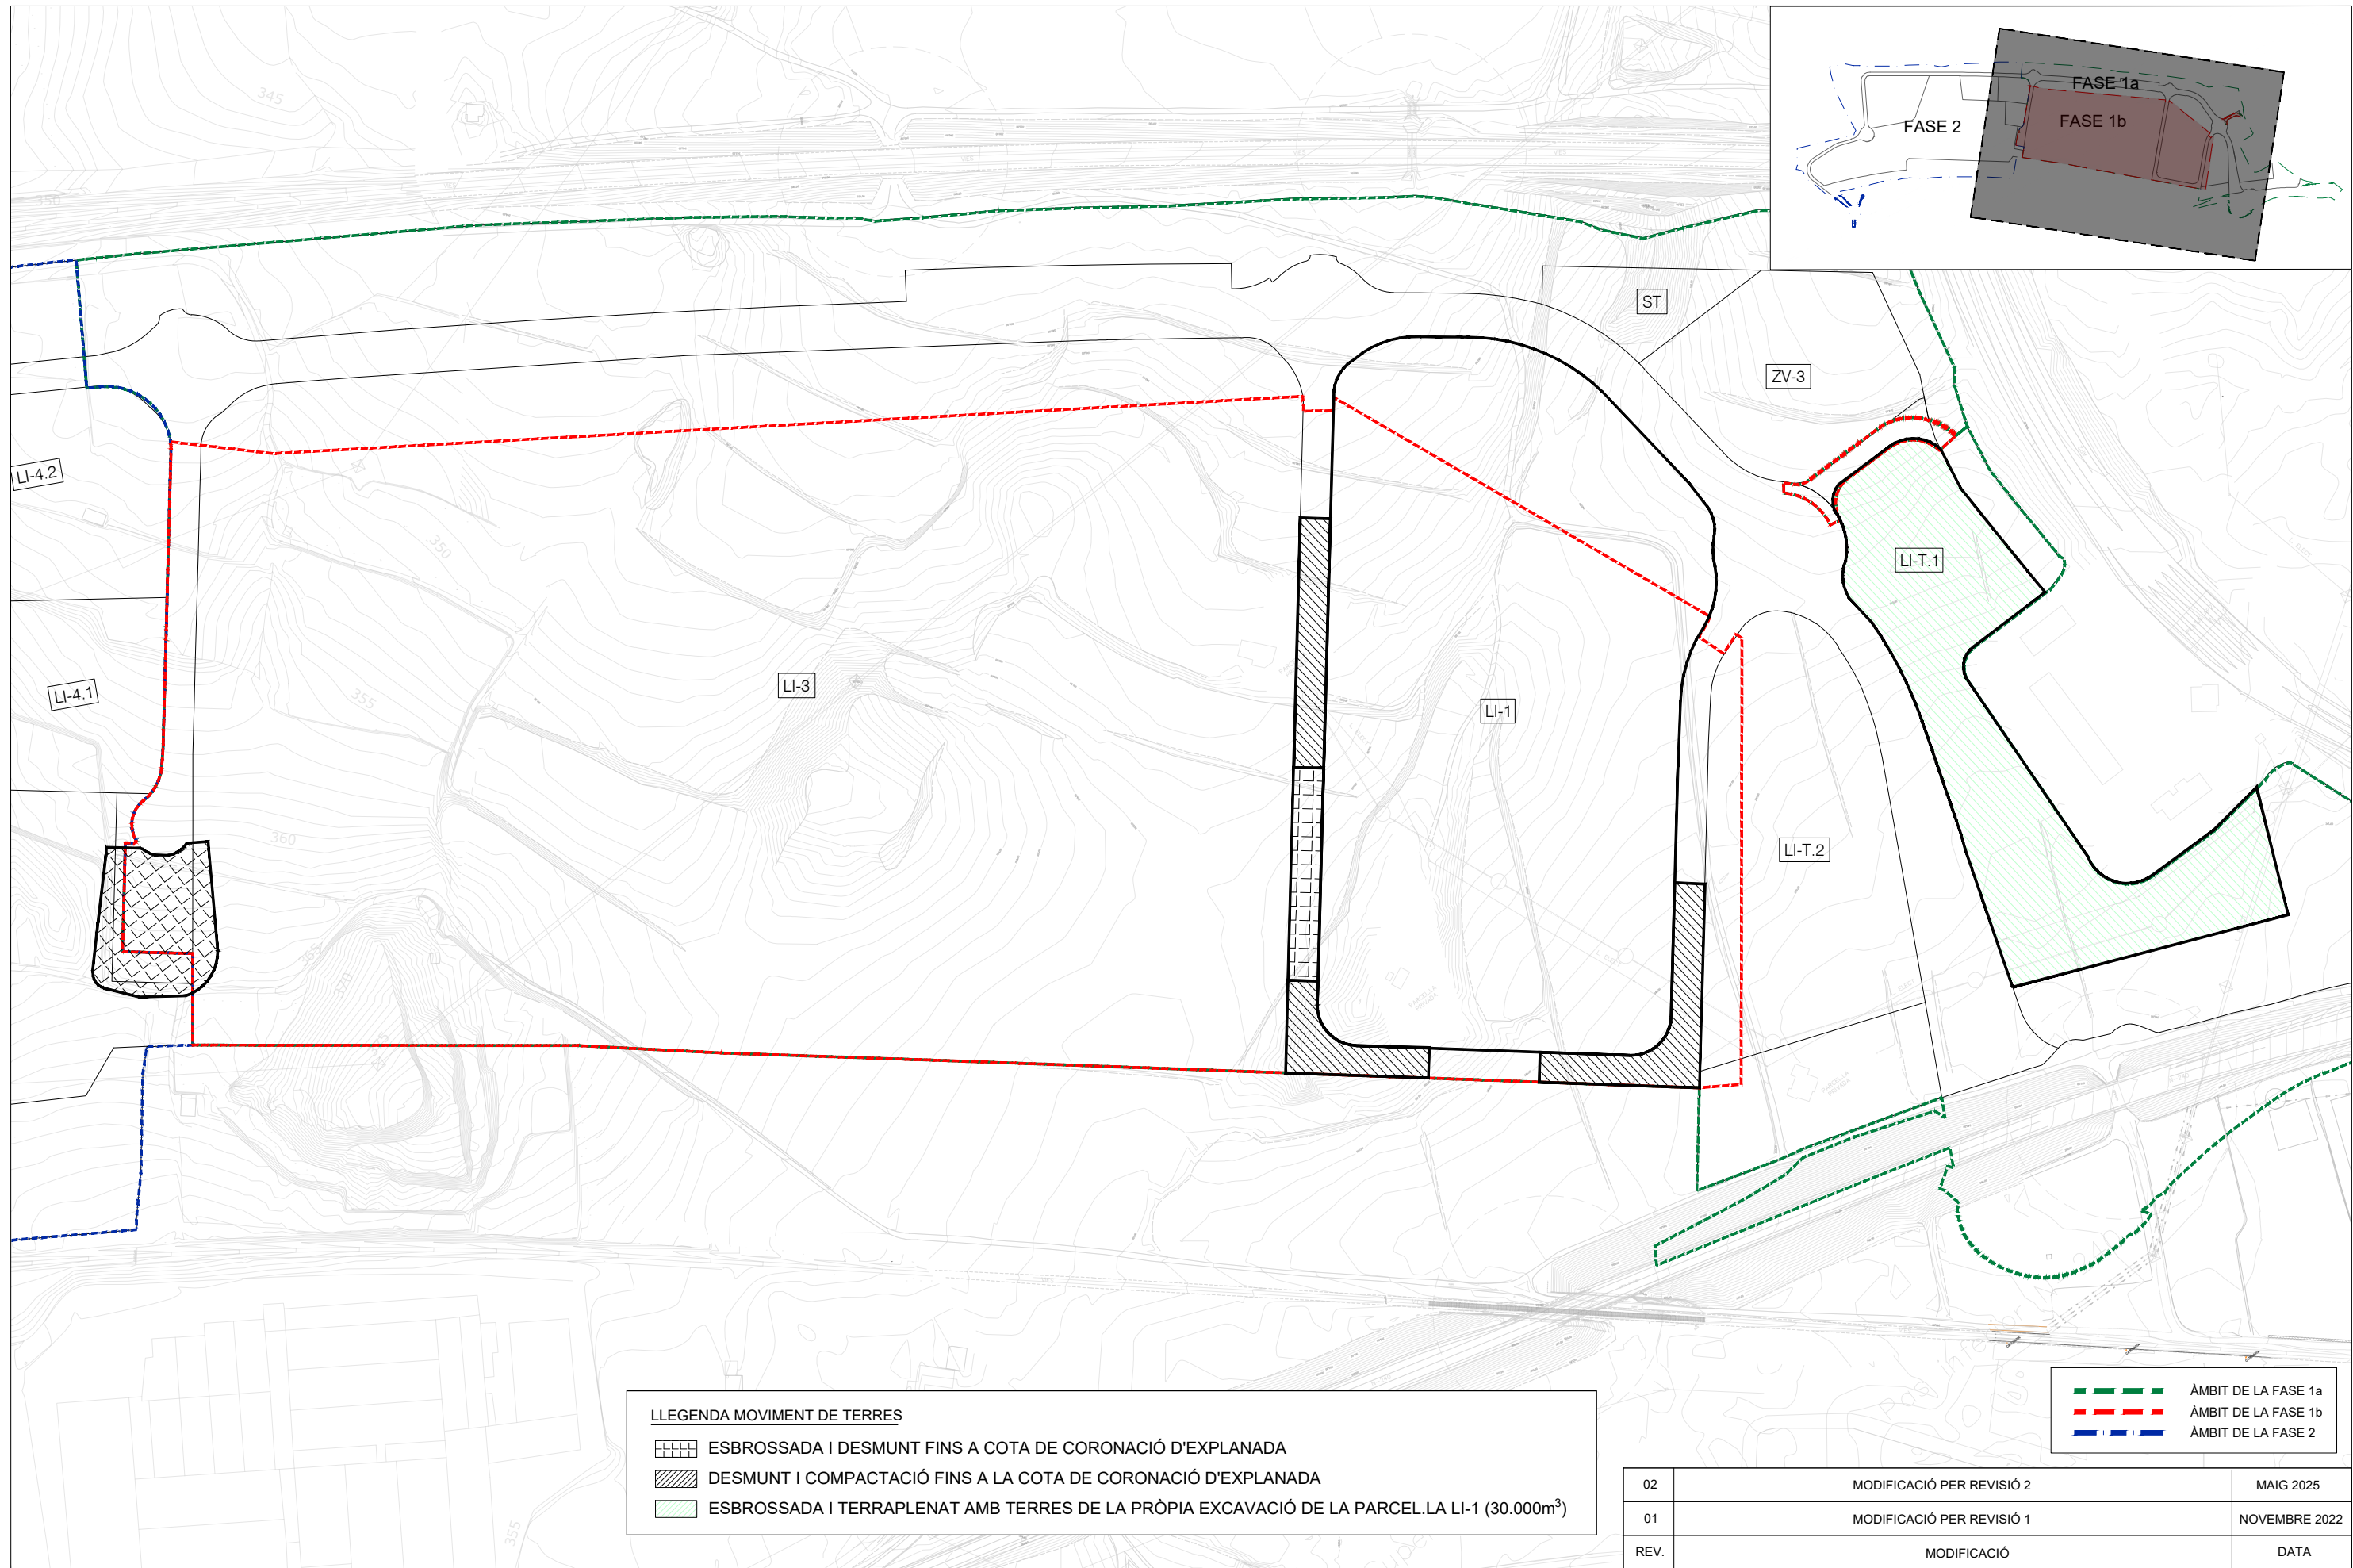 FASE 1a
FASE 2
FASE 1b
345
350
ST
ZV-3
LI-4.2
350
LI-T.1
LI-3
LI-4.1
355
LI-1
360
LI-T.2
365
370
355
LLEGENDA MOVIMENT DE TERRES
ESBROSSADA I DESMUNT FINS A COTA DE CORONACIÓ D'EXPLANADA
DESMUNT I COMPACTACIÓ FINS A LA COTA DE CORONACIÓ D'EXPLANADA
ESBROSSADA I TERRAPLENAT AMB TERRES DE LA PRÒPIA EXCAVACIÓ DE LA PARCEL.LA LI-1 (30.000m³)
ÀMBIT DE LA FASE 1a
ÀMBIT DE LA FASE 1b
ÀMBIT DE LA FASE 2
02 MODIFICACIÓ PER REVISIÓ 2 MAIG 2025
01 MODIFICACIÓ PER REVISIÓ 1 NOVEMBRE 2022
REV. MODIFICACIÓ DATA